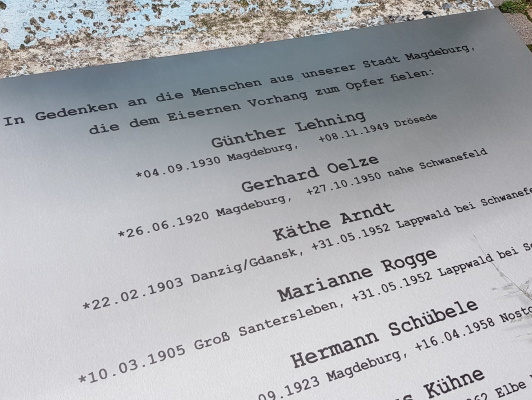 In Gedenken an die Menschen aus unserer Stadt Magdeburg,
die dem Eisernen Vorhang zum Opfer fielen:
Günther Lehning
*04.09.1930 Magdeburg, +08.11.1949 Drösede
Gerhard Oelze
*26.06.1920 Magdeburg, +27.10.1950 nahe Schwanefeld
Käthe Arndt
*22.02.1903 Danzig/Gdansk, +31.05.1952 Lappwald bei Schwanefe
Marianne Rogge
*10.03.1905 Groß Santersleben, +31.05.1952 Lappwald bei
Hermann Schübele
09.1923 Magdeburg, +16.04.1958
Kühne
Elbe